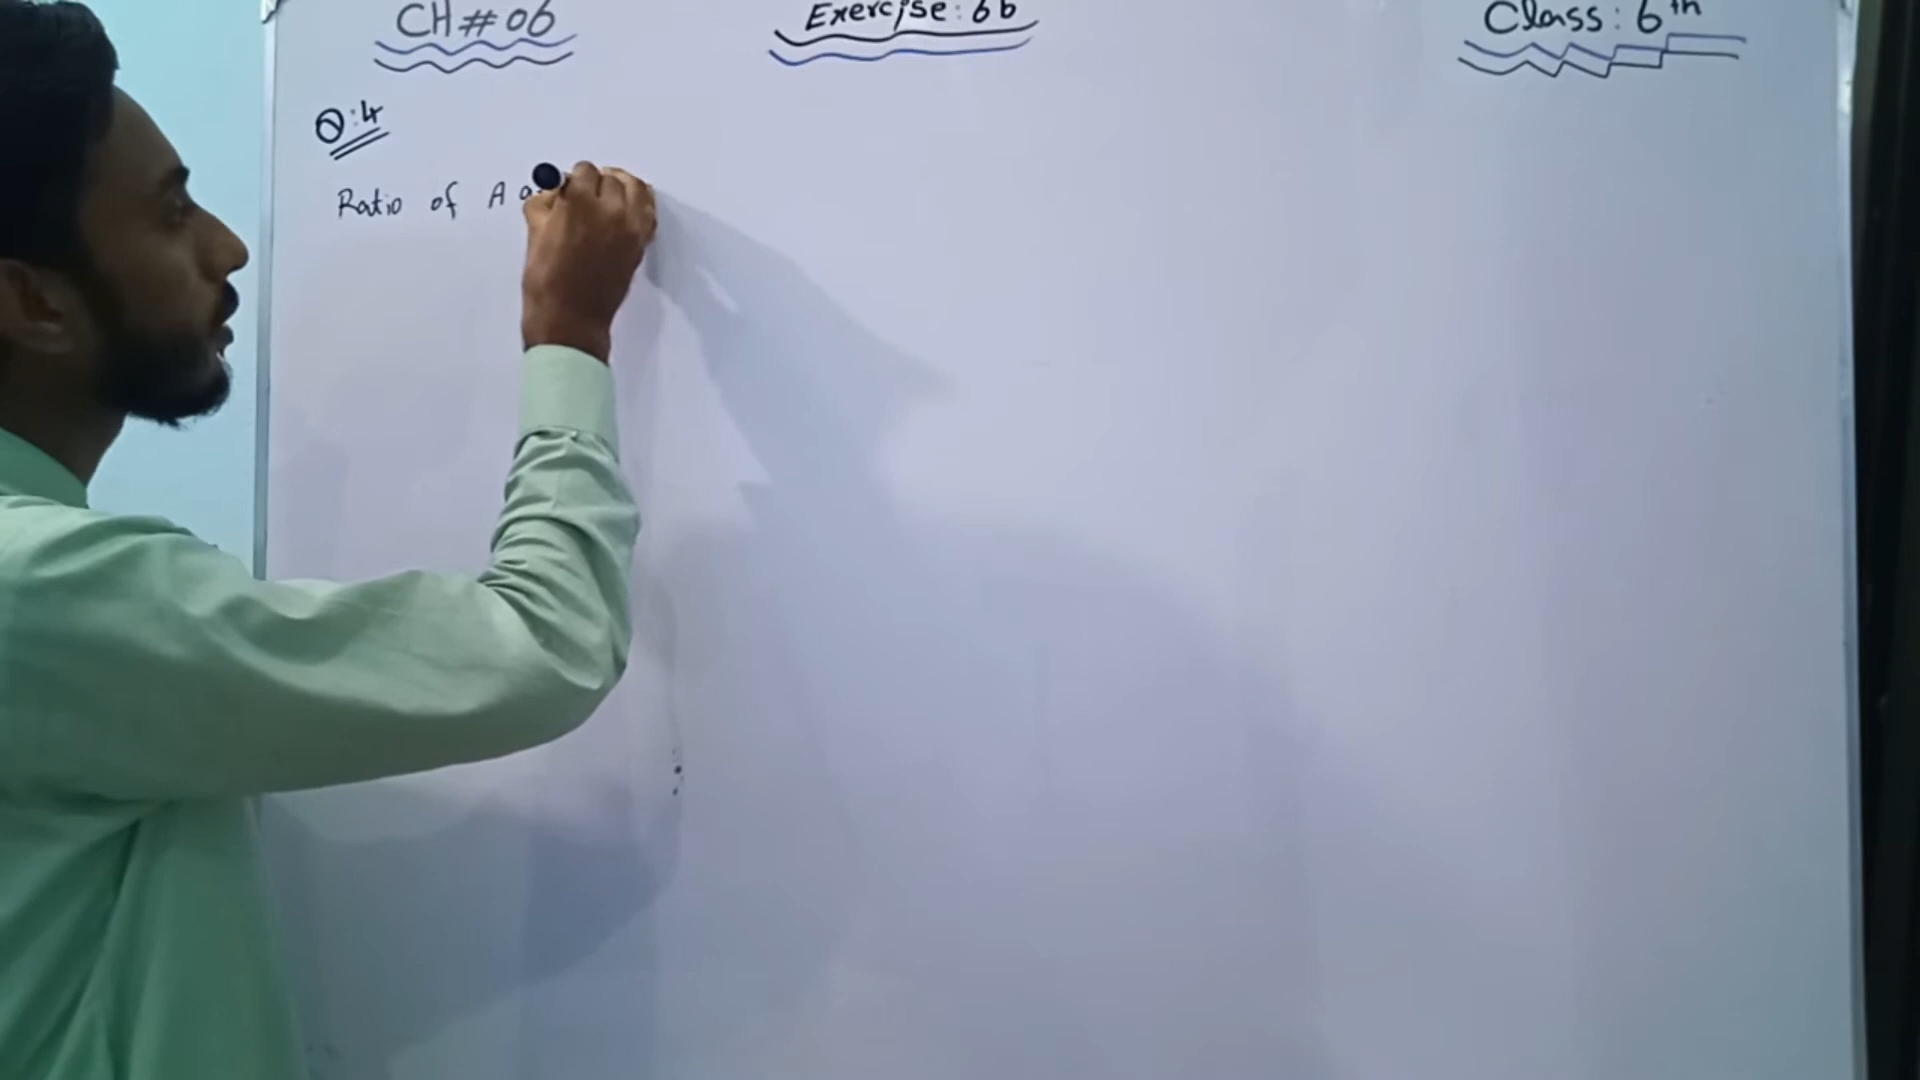 CH # 06
Exercise: 6b
Class: 6th
Q:4
Ratio of A